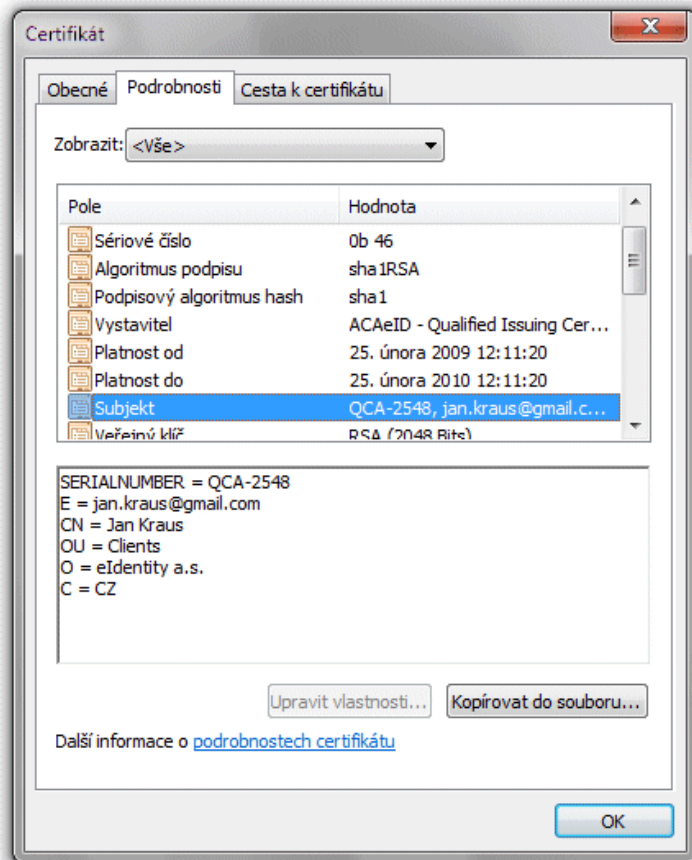 Certifikát
Obecné Podrobnosti Cesta k certifikátu
Zobrazit: <Vše>
Pole Hodnota
Sériové číslo 0b 46
Algoritmus podpisu sha1RSA
Podpisový algoritmus hash sha1
Vystavitel ACAeID - Qualified Issuing Cer...
Platnost od 25. února 2009 12:11:20
Platnost do 25. února 2010 12:11:20
Subjekt QCA-2548, jan.kraus@gmail.c...
Veřejný klíč RSA (2048 Bits)
SERIALNUMBER = QCA-2548
E = jan.kraus@gmail.com
CN = Jan Kraus
OU = Clients
O = eIdentity a.s.
C = CZ
Upravit vlastnosti... Kopírovat do souboru...
Další informace o podrobnostech certifikátu
OK